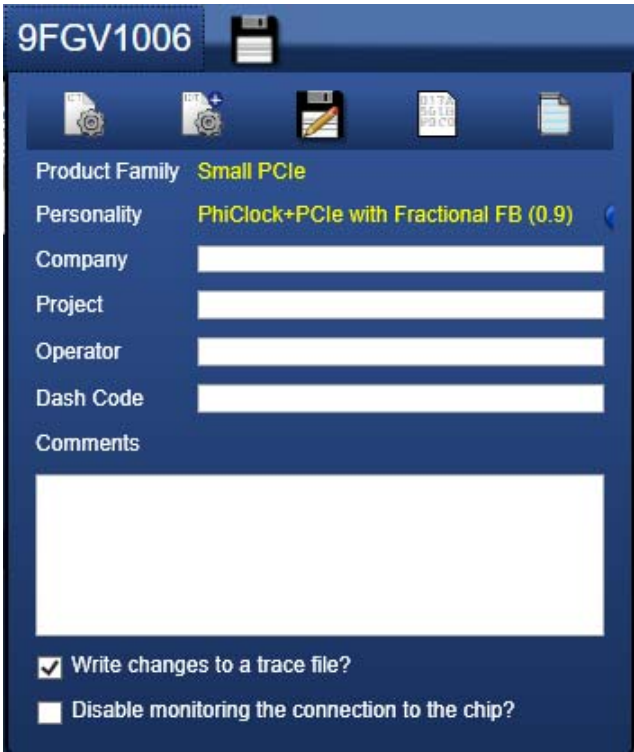 9FGV1006
Product Family Small PCIe
Personality PhiClock+PCIe with Fractional FB (0.9)
Company
Project
Operator
Dash Code
Comments
Write changes to a trace file?
Disable monitoring the connection to the chip?